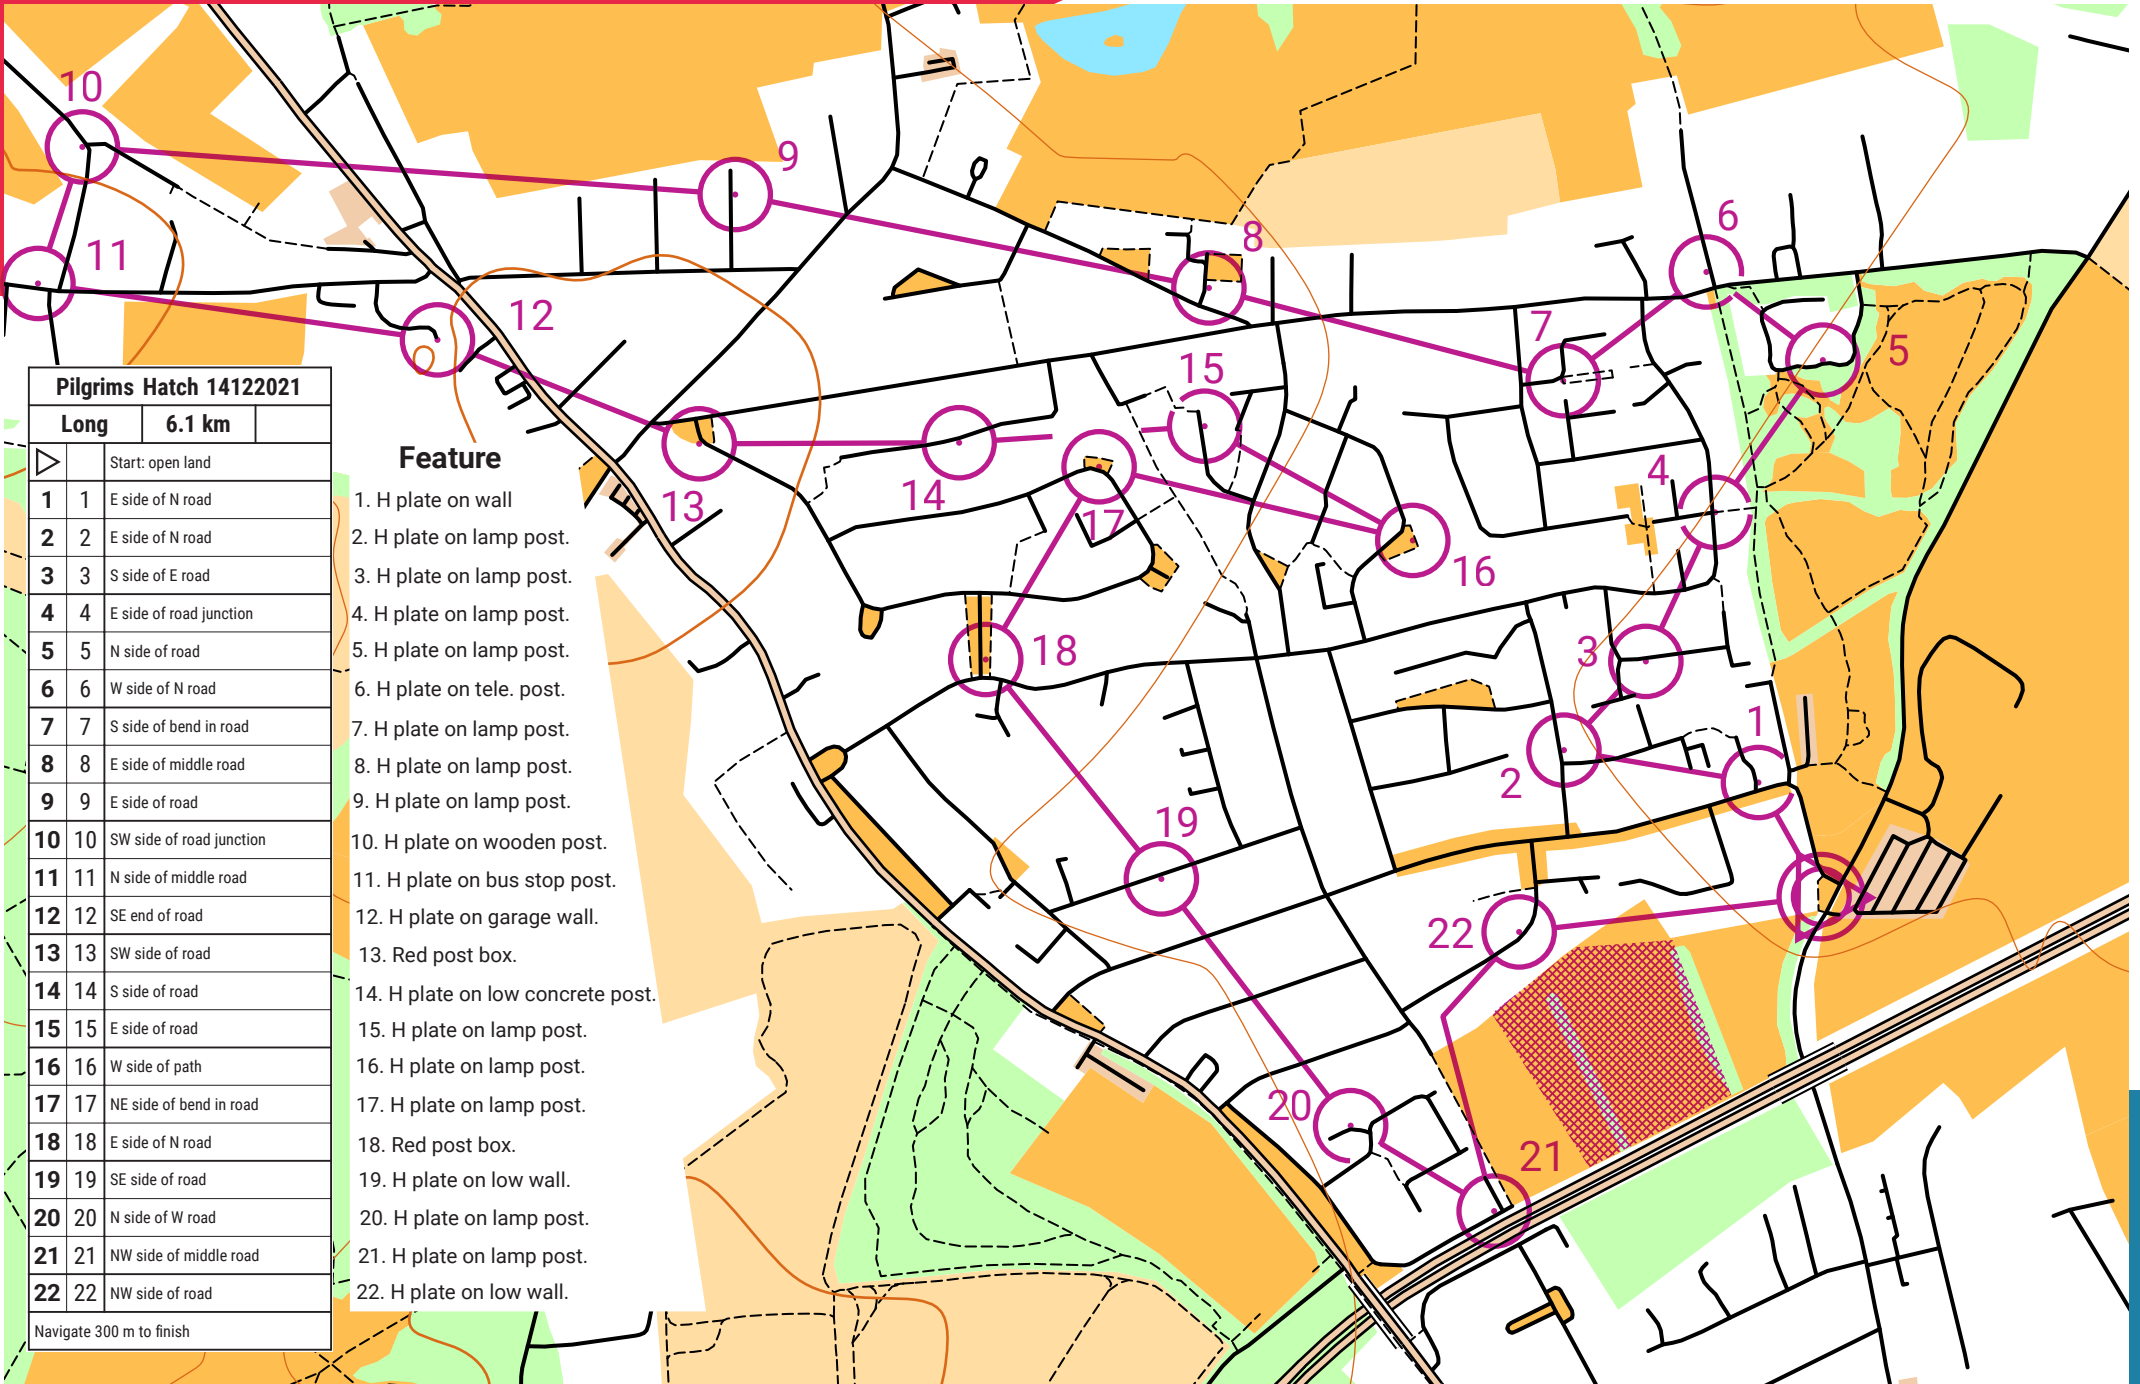 Pilgrims Hatch 14122021
Long 6.1 km
Start: open land
1 1 E side of N road
2 2 E side of N road
3 3 S side of E road
4 4 E side of road junction
5 5 N side of road
6 6 W side of N road
7 7 S side of bend in road
8 8 E side of middle road
9 9 E side of road
10 10 SW side of road junction
11 11 N side of middle road
12 12 SE end of road
13 13 SW side of road
14 14 S side of road
15 15 E side of road
16 16 W side of path
17 17 NE side of bend in road
18 18 E side of N road
19 19 SE side of road
20 20 N side of W road
21 21 NW side of middle road
22 22 NW side of road
Navigate 300 m to finish
Feature
1. H plate on wall
2. H plate on lamp post.
3. H plate on lamp post.
4. H plate on lamp post.
5. H plate on lamp post.
6. H plate on tele. post.
7. H plate on lamp post.
8. H plate on lamp post.
9. H plate on lamp post.
10. H plate on wooden post.
11. H plate on bus stop post.
12. H plate on garage wall.
13. Red post box.
14. H plate on low concrete post.
15. H plate on lamp post.
16. H plate on lamp post.
17. H plate on lamp post.
18. Red post box.
19. H plate on low wall.
20. H plate on lamp post.
21. H plate on lamp post.
22. H plate on low wall.
10
9
11
8
6
12
7
5
15
13
14
17
4
16
18
3
1
2
19
22
20
21